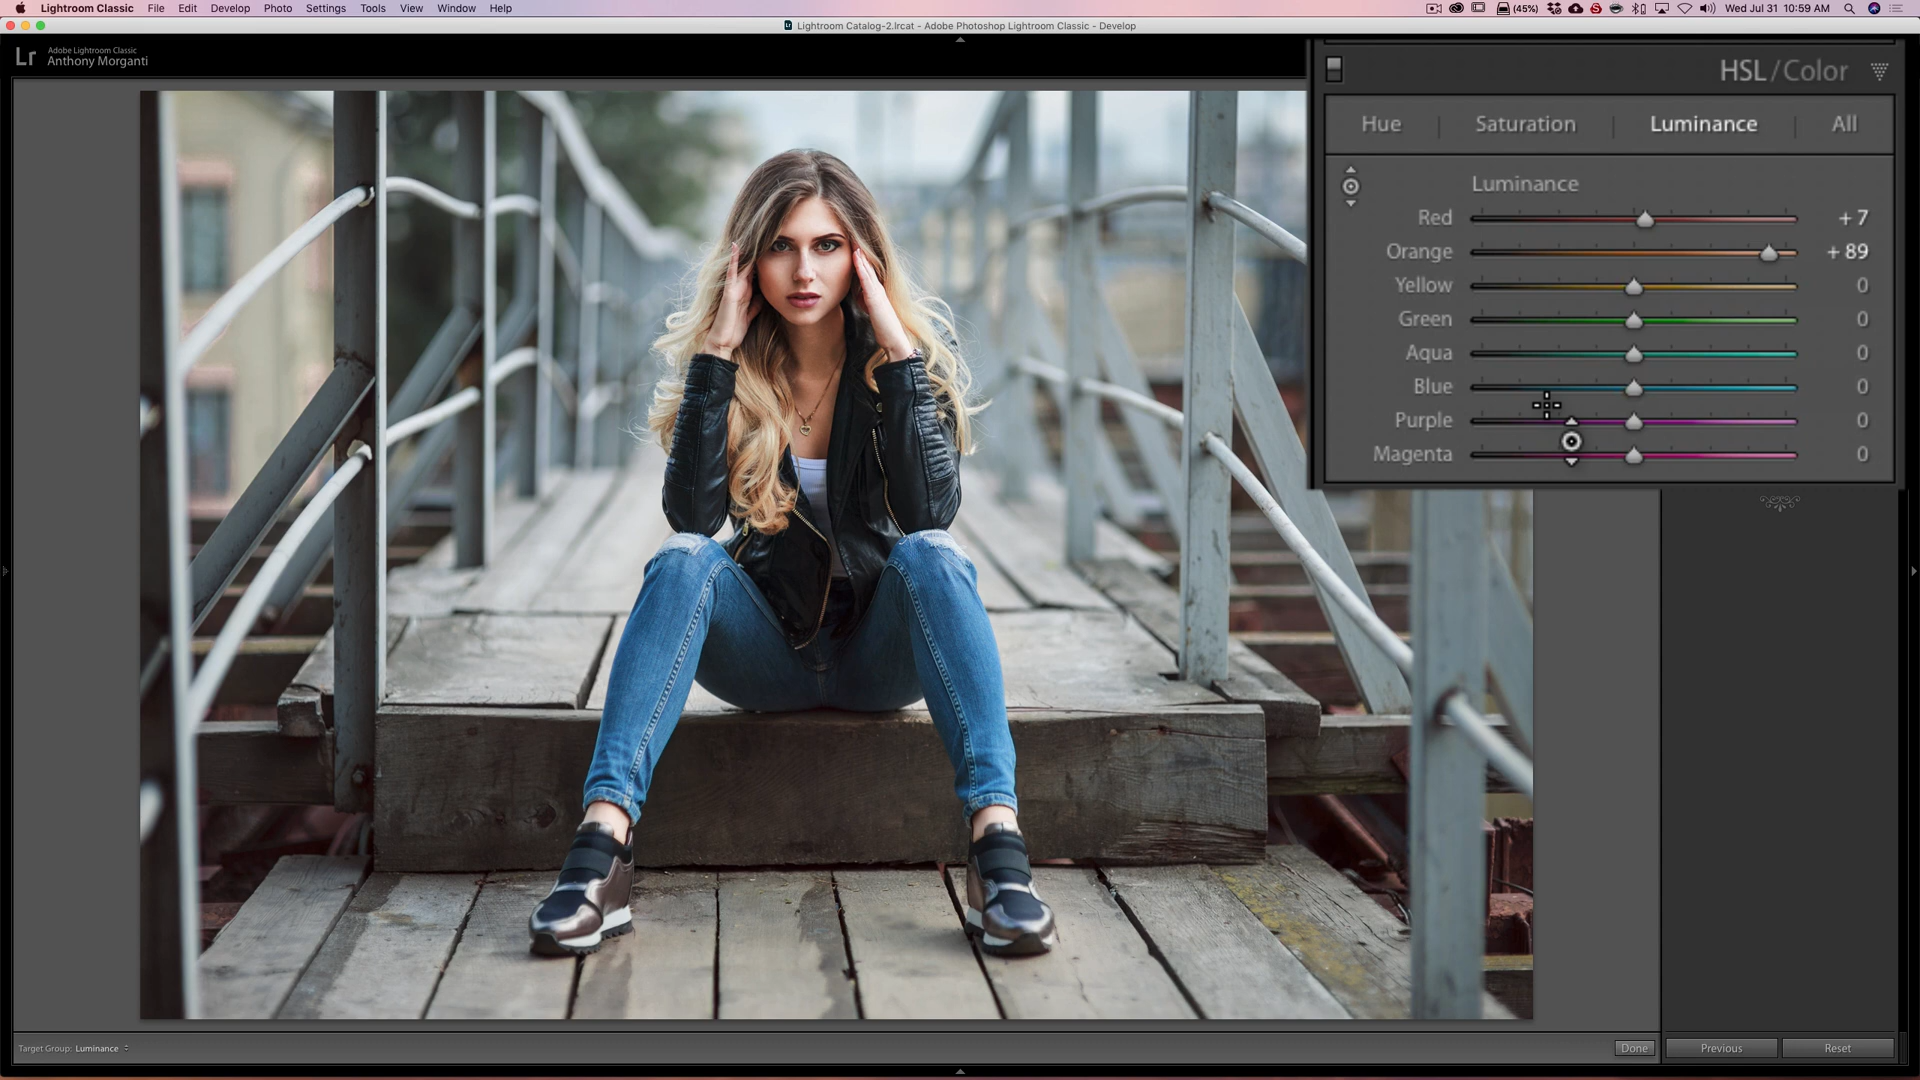 Lightroom Classic File Edit Develop Photo Settings Tools View Window Help (45%) Wed Jul 31 10:59 AM
Lightroom Catalog-2.lrcat - Adobe Photoshop Lightroom Classic - Develop
Lr Adobe Lightroom Classic
Anthony Morganti
HSL / Color
Hue Saturation Luminance All
Luminance
Red + 7
Orange + 89
Yellow 0
Green 0
Aqua 0
Blue 0
Purple 0
Magenta 0
Target Group: Luminance Done Previous Reset